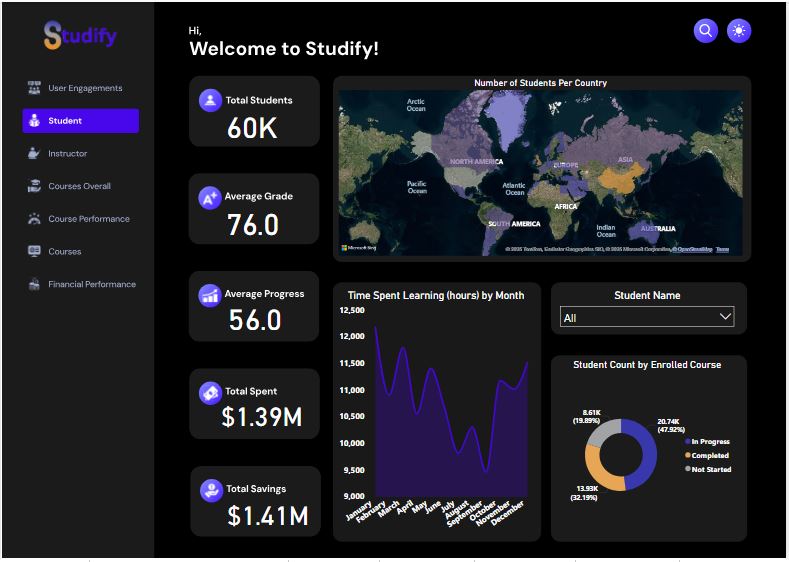 Studify
User Engagements
Student
Instructor
Courses Overall
Course Performance
Courses
Financial Performance
Hi,
Welcome to Studify!
Total Students
60K
Average Grade
A+
76.0
Average Progress
56.0
Total Spent
$1.39M
Total Savings
$1.41M
Number of Students Per Country
Arctic
Ocean
NORTH AMERICA
EUROPE
ASIA
Pacific
Ocean
Atlantic
Ocean
AFRICA
SOUTH AMERICA
Indian
Ocean
AUSTRALIA
Microsoft Bing
© 2025 TomTom, Earthstar Geographics SIO, © 2025 Microsoft Corporation, © OpenStreetMap Terms
Time Spent Learning (hours) by Month
12,500
12,000
11,500
11,000
10,500
10,000
9,500
9,000
January
February
March
April
May
June
July
August
September
October
November
December
Student Name
All
Student Count by Enrolled Course
8.61K
(19.89%)
20.74K
(47.92%)
13.93K
(32.19%)
In Progress
Completed
Not Started